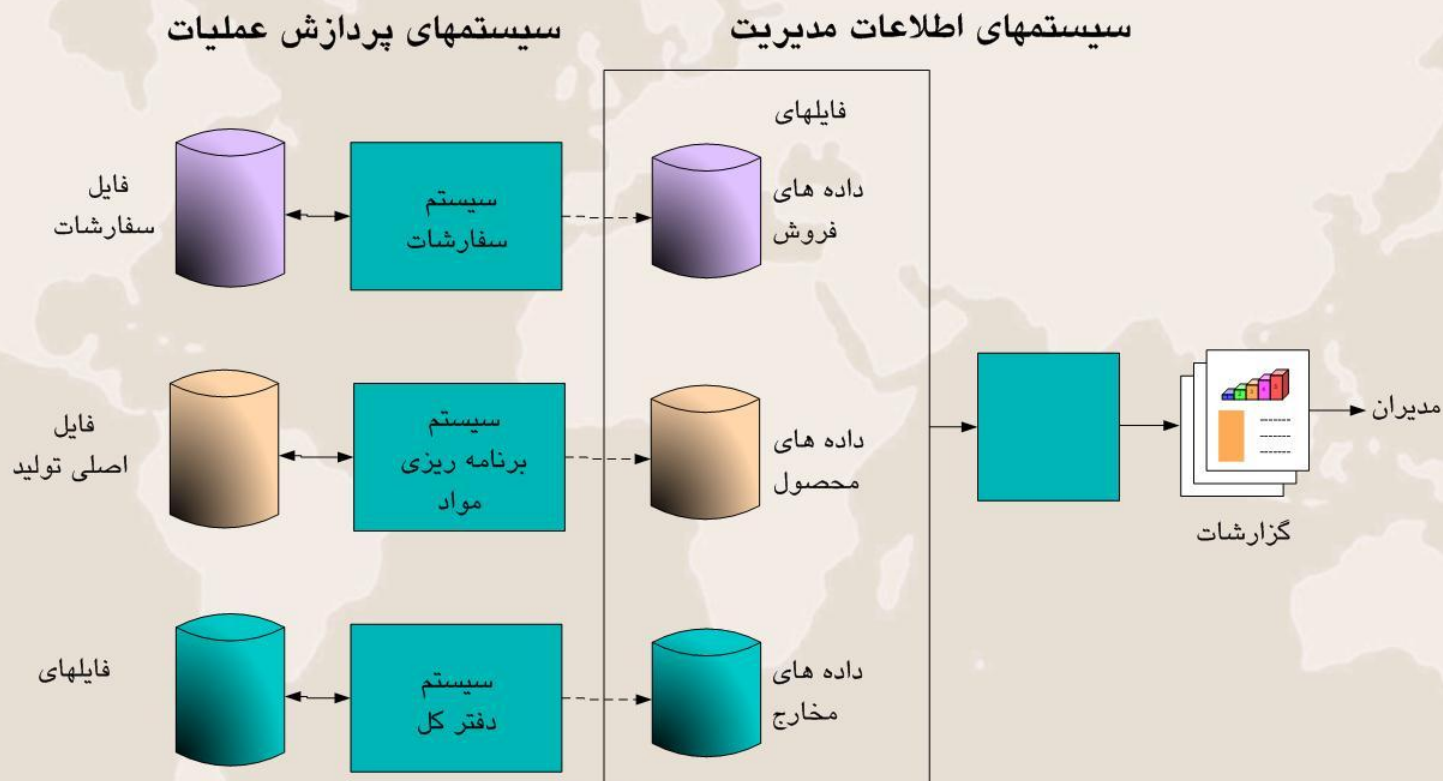 سیستمهای اطلاعات مدیریت
سیستمهای پردازش عملیات
فایلهای
داده های
فروش
سیستم
سفارشات
فایل
سفارشات
داده های
محصول
سیستم
برنامه ریزی
مواد
فایل
اصلی تولید
مدیران
گزارشات
داده های
مخارج
سیستم
دفتر کل
فایلهای